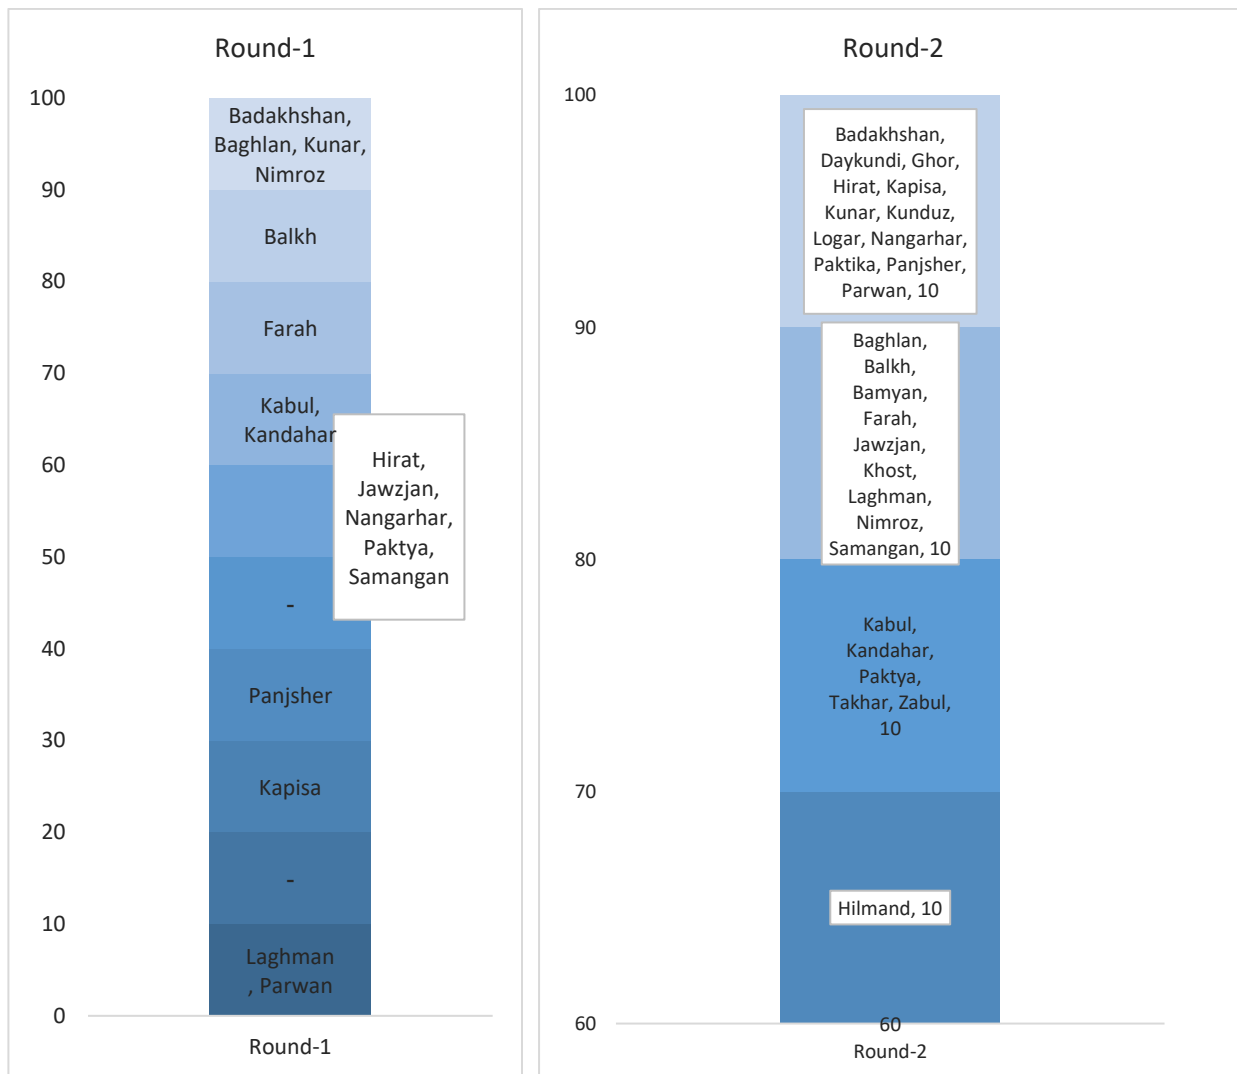 Round-1
100
90
80
70
60
50
40
30
20
10
0
Badakhshan,
Baghlan, Kunar,
Nimroz
Balkh
Farah
Kabul,
Kandahar
Hirat,
Jawzjan,
Nangarhar,
Paktya,
Samangan
-
Panjsher
Kapisa
-
Laghman
, Parwan
Round-1
Round-2
100
90
80
70
60
Badakhshan,
Daykundi, Ghor,
Hirat, Kapisa,
Kunar, Kunduz,
Logar, Nangarhar,
Paktika, Panjsher,
Parwan, 10
Baghlan,
Balkh,
Bamyan,
Farah,
Jawzjan,
Khost,
Laghman,
Nimroz,
Samangan, 10
Kabul,
Kandahar,
Paktya,
Takhar, Zabul,
10
Hilmand, 10
60
Round-2